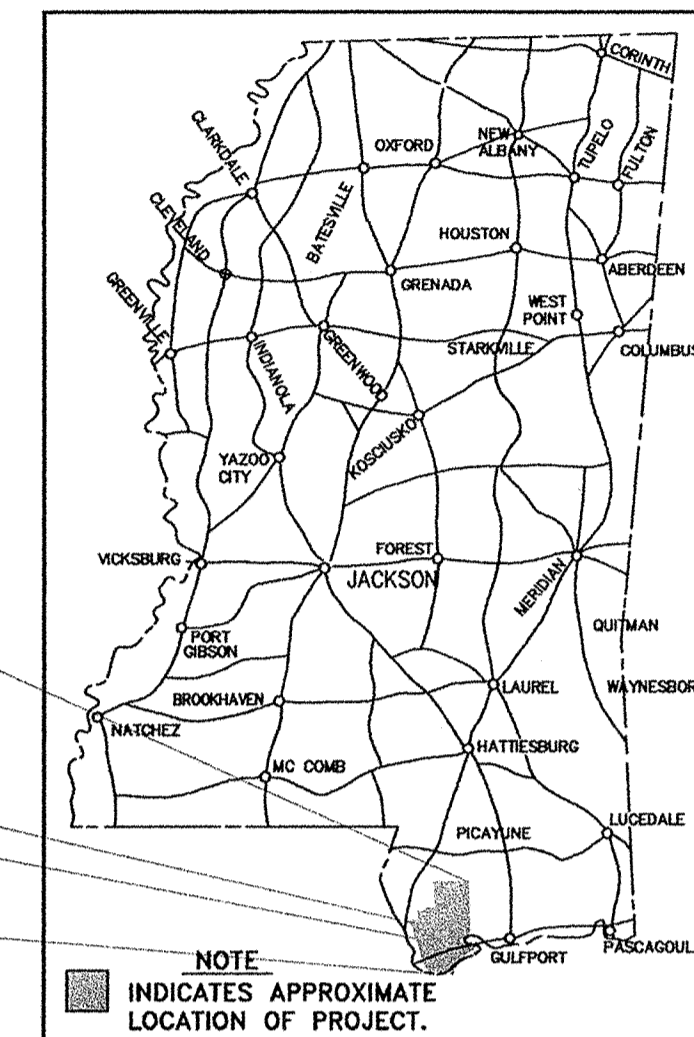 CORINTH
CLARKDALE
OXFORD
NEW
ALBANY
TUPELO
FULTON
CLEVELAND
BATESVILLE
HOUSTON
GRENADA
ABERDEEN
GREENVILLE
INDIANOLA
GREENWOOD
WEST
POINT
STARKVILLE
COLUMBUS
KOSCIUSKO
YAZOO
CITY
VICKSBURG
FOREST
JACKSON
MERIDIAN
PORT
GIBSON
QUITMAN
BROOKHAVEN
LAUREL
WAYNESBOR
NATCHEZ
HATTIESBURG
MC COMB
PICAYUNE
LUCEDALE
GULFPORT
PASCAGOUL
NOTE
INDICATES APPROXIMATE
LOCATION OF PROJECT.